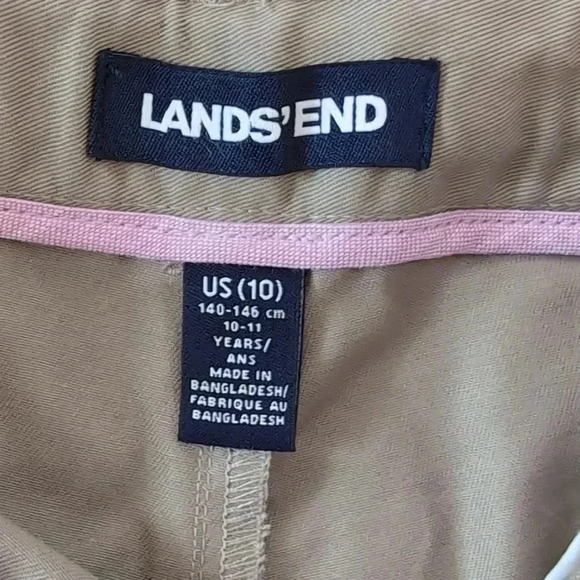 LANDS'END
US (10)
140-146 cm
10-11
YEARS/
ANS
MADE IN
BANGLADESH/
FABRIQUE AU
BANGLADESH